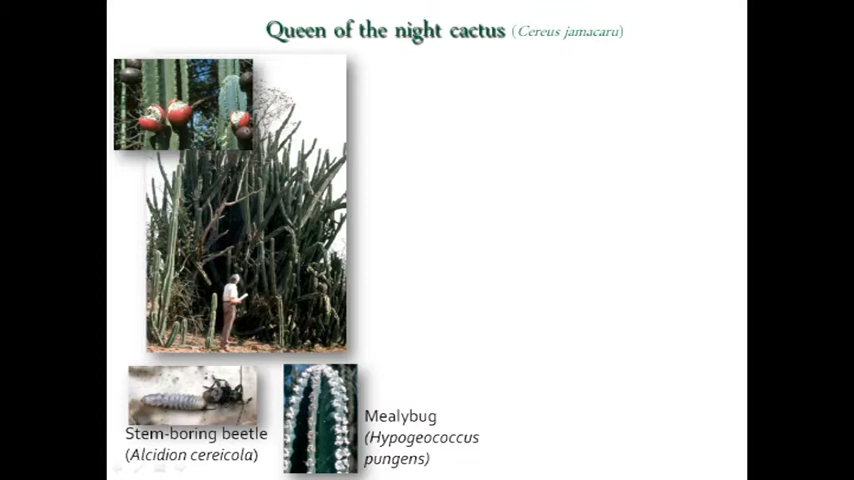 Queen of the night cactus (Cereus jamacaru)
Stem-boring beetle
(Alcidion cereicola)
Mealybug
(Hypogeococcus
pungens)